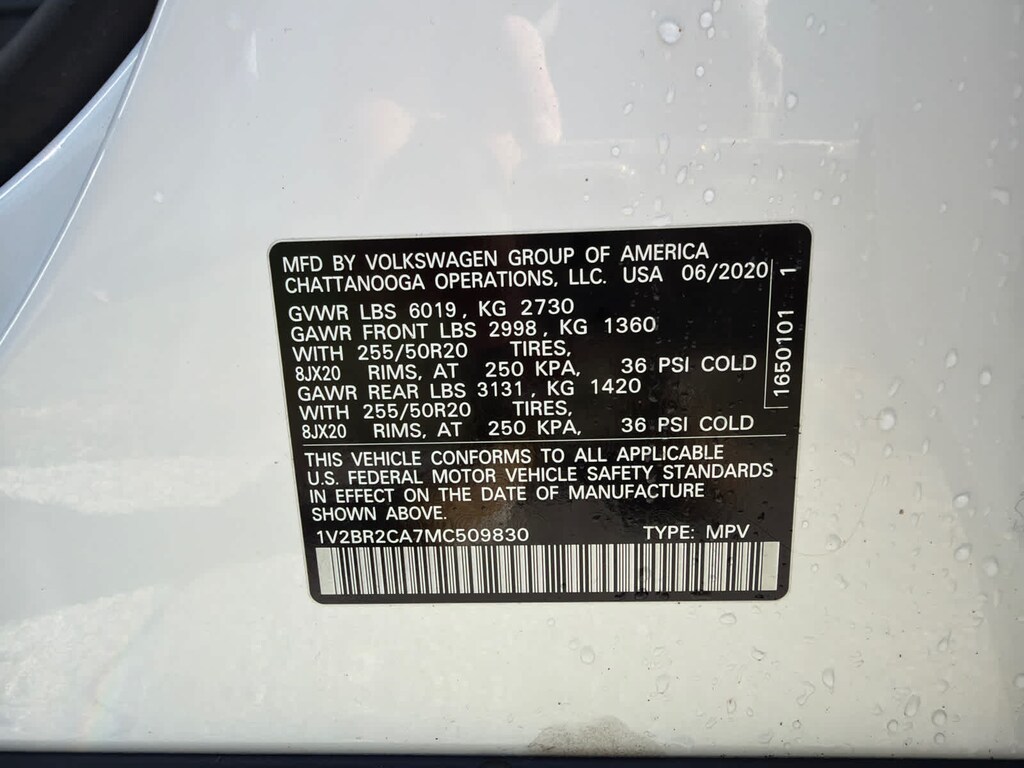 MFD BY VOLKSWAGEN GROUP OF AMERICA
CHATTANOOGA OPERATIONS, LLC. USA 06/2020
GVWR LBS 6019, KG 2730
GAWR FRONT LBS 2998, KG 1360
WITH 255/50R20 TIRES,
8JX20 RIMS, AT 250 KPA, 36 PSI COLD
GAWR REAR LBS 3131, KG 1420
WITH 255/50R20 TIRES,
8JX20 RIMS, AT 250 KPA, 36 PSI COLD
1650101 1
THIS VEHICLE CONFORMS TO ALL APPLICABLE
U.S. FEDERAL MOTOR VEHICLE SAFETY STANDARDS
IN EFFECT ON THE DATE OF MANUFACTURE
SHOWN ABOVE.
1V2BR2CA7MC509830 TYPE: MPV